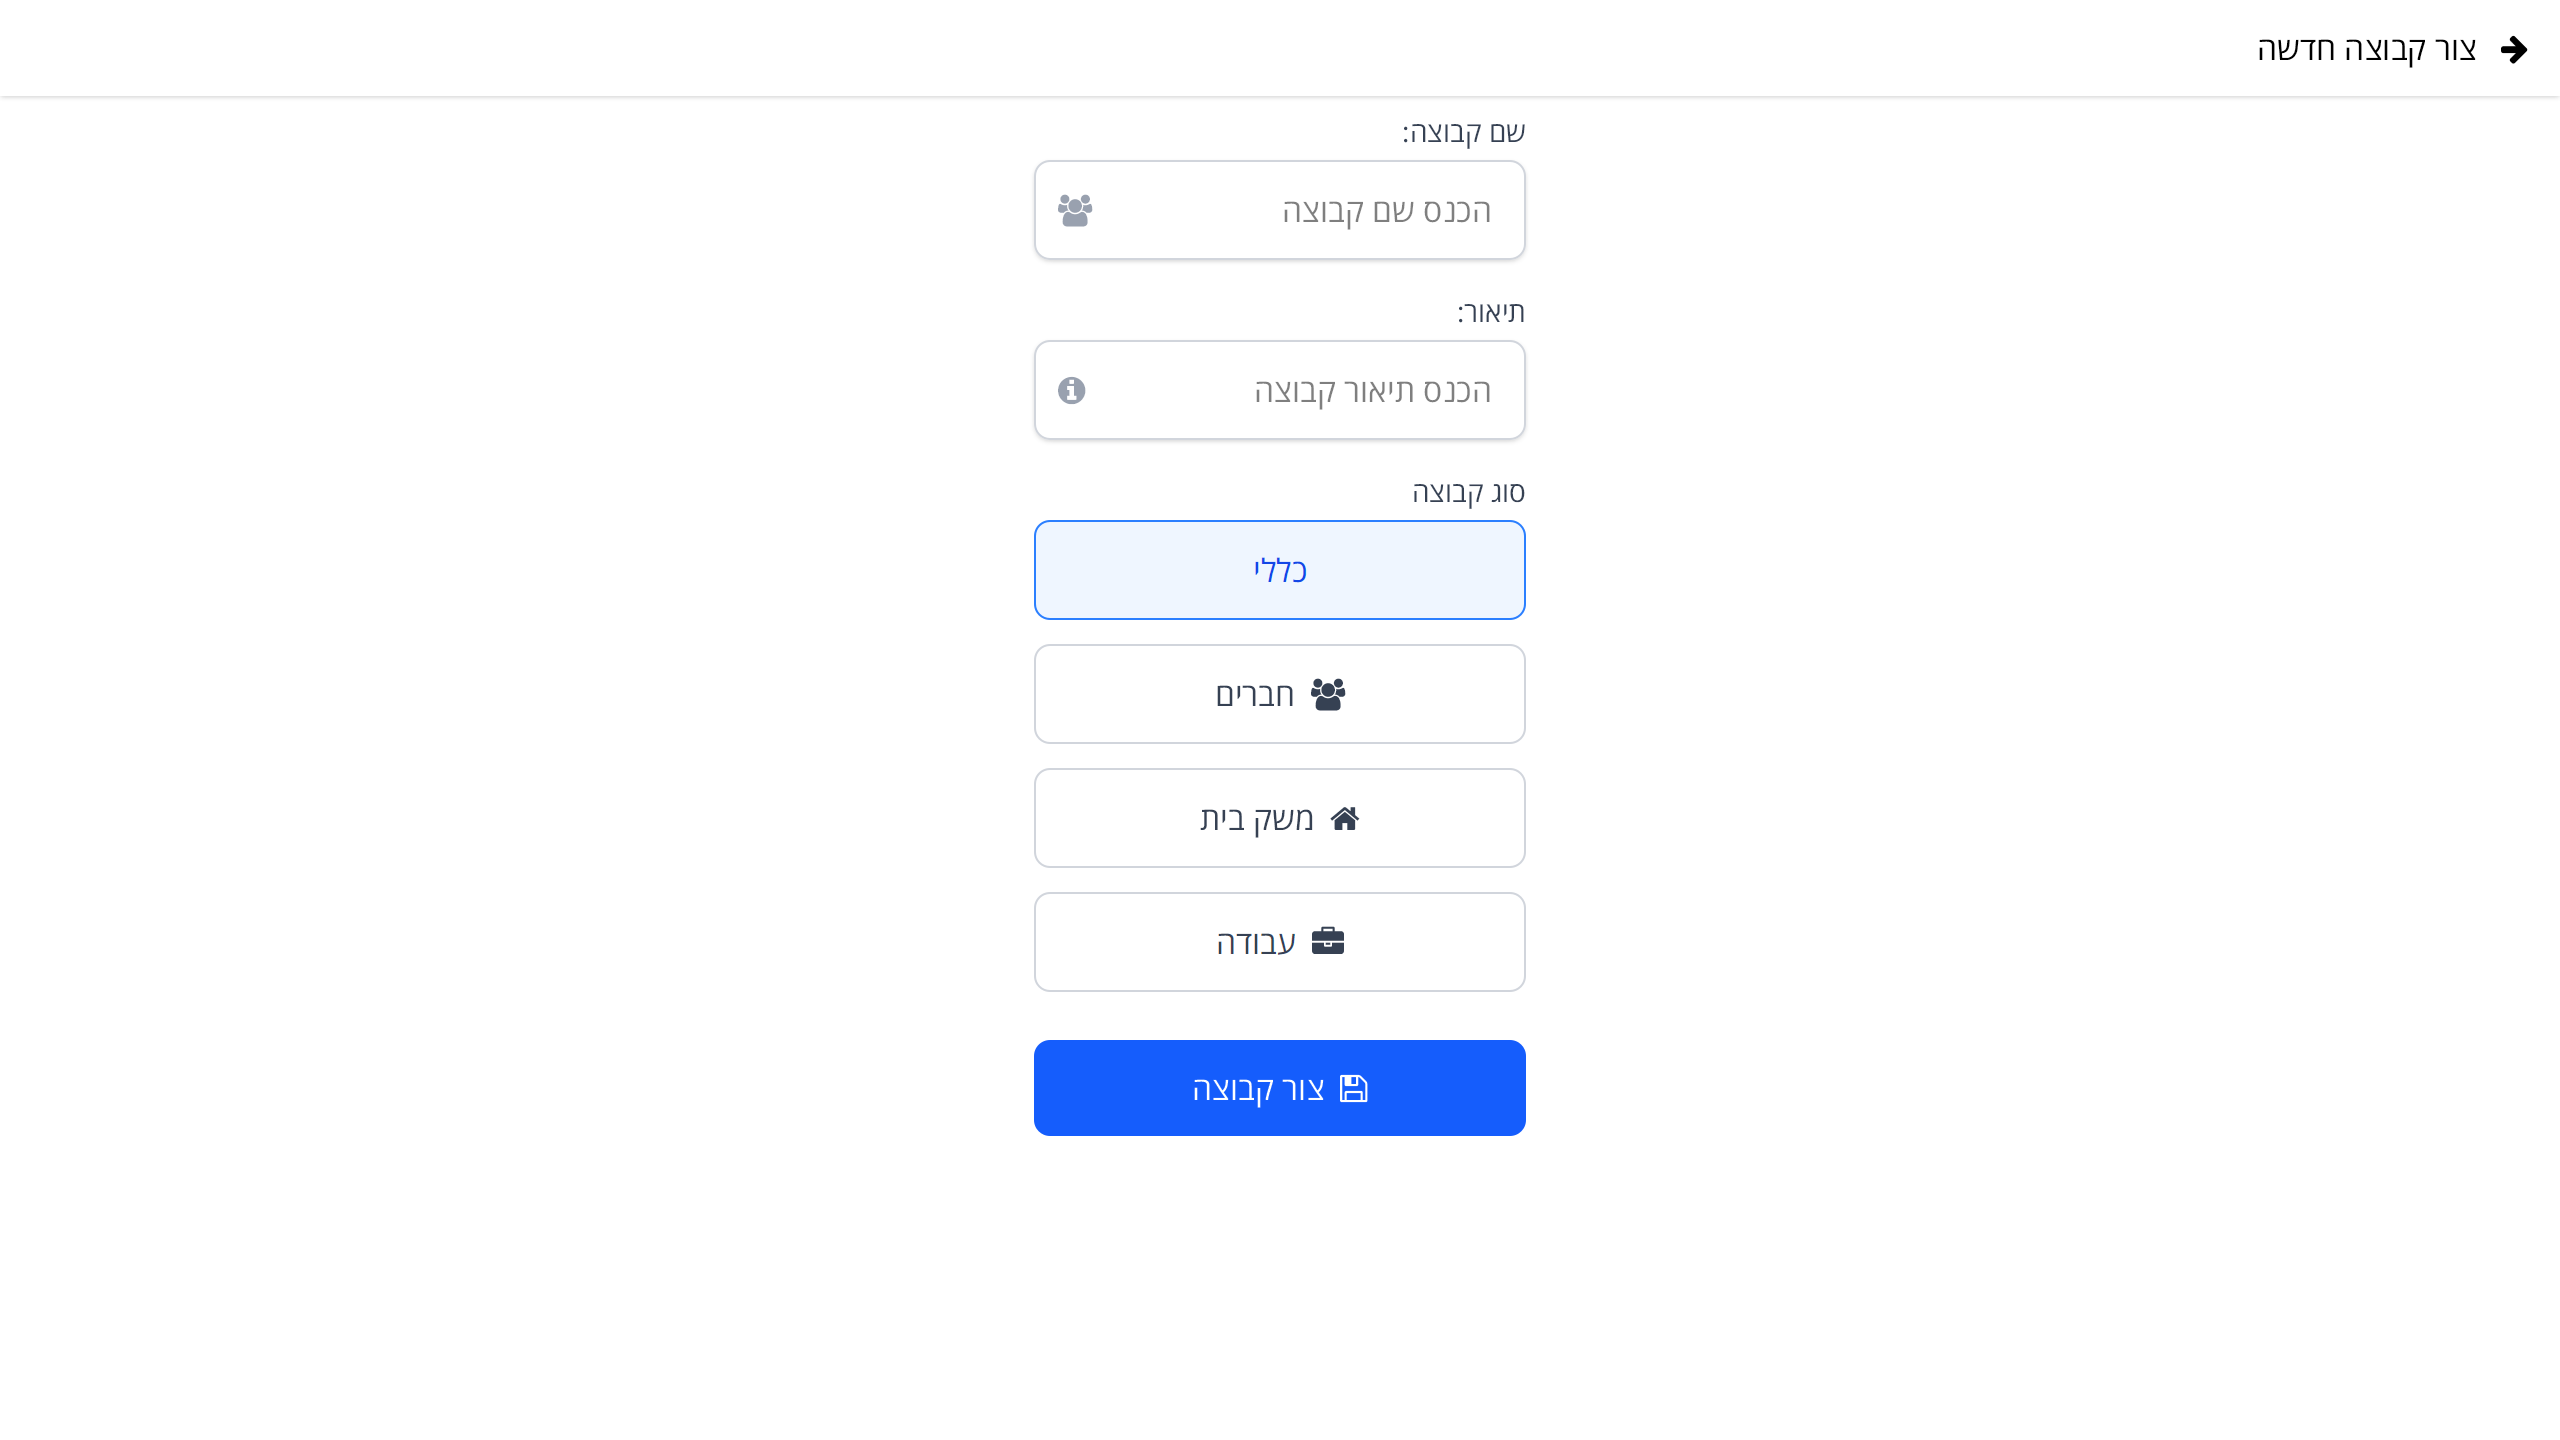 צור קבוצה חדשה
שם קבוצה:
הכנס שם קבוצה
תיאור:
הכנס תיאור קבוצה
סוג קבוצה
כללי
חברים
משק בית
עבודה
צור קבוצה